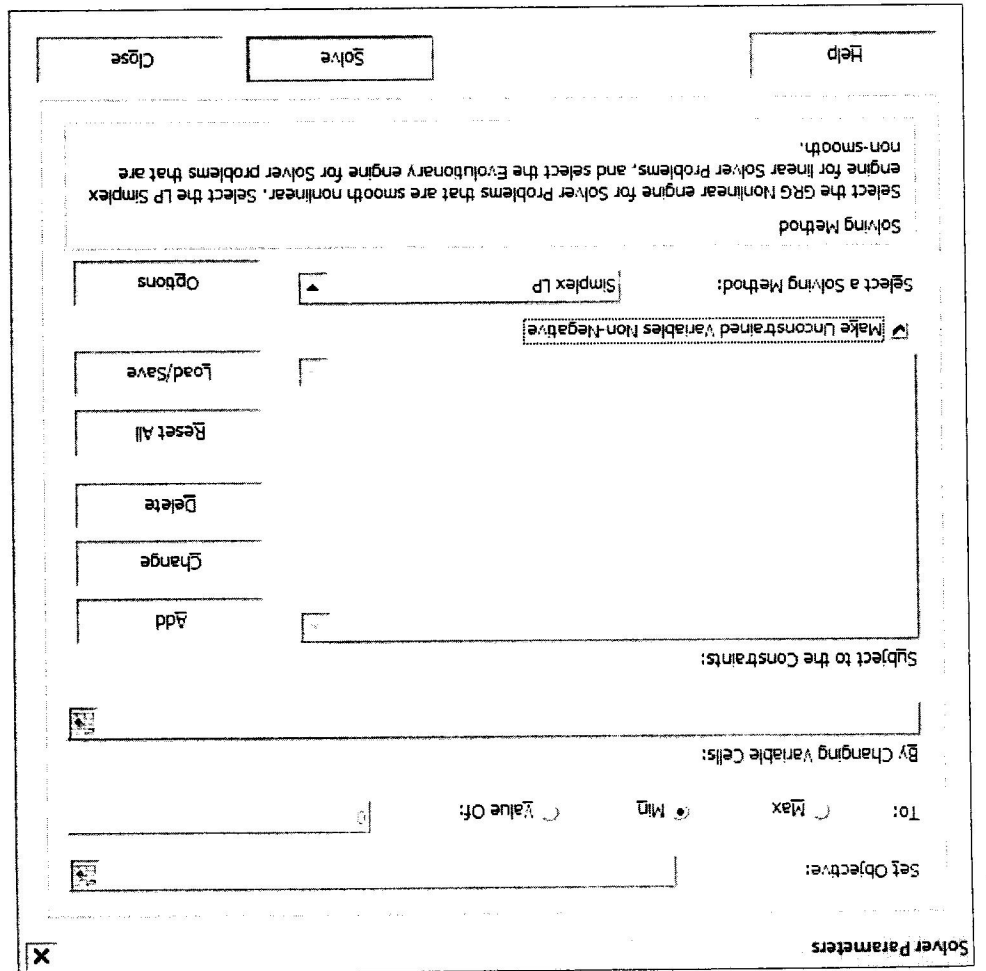 Solver Parameters
Set Objective:
To: Max Min Value Of: 0
By Changing Variable Cells:
Subject to the Constraints:
Add
Change
Delete
Reset All
Load/Save
Make Unconstrained Variables Non-Negative
Select a Solving Method: Simplex LP Options
Solving Method
Select the GRG Nonlinear engine for Solver Problems that are smooth nonlinear. Select the LP Simplex
engine for linear Solver Problems, and select the Evolutionary engine for Solver problems that are
non-smooth.
Help Solve Close